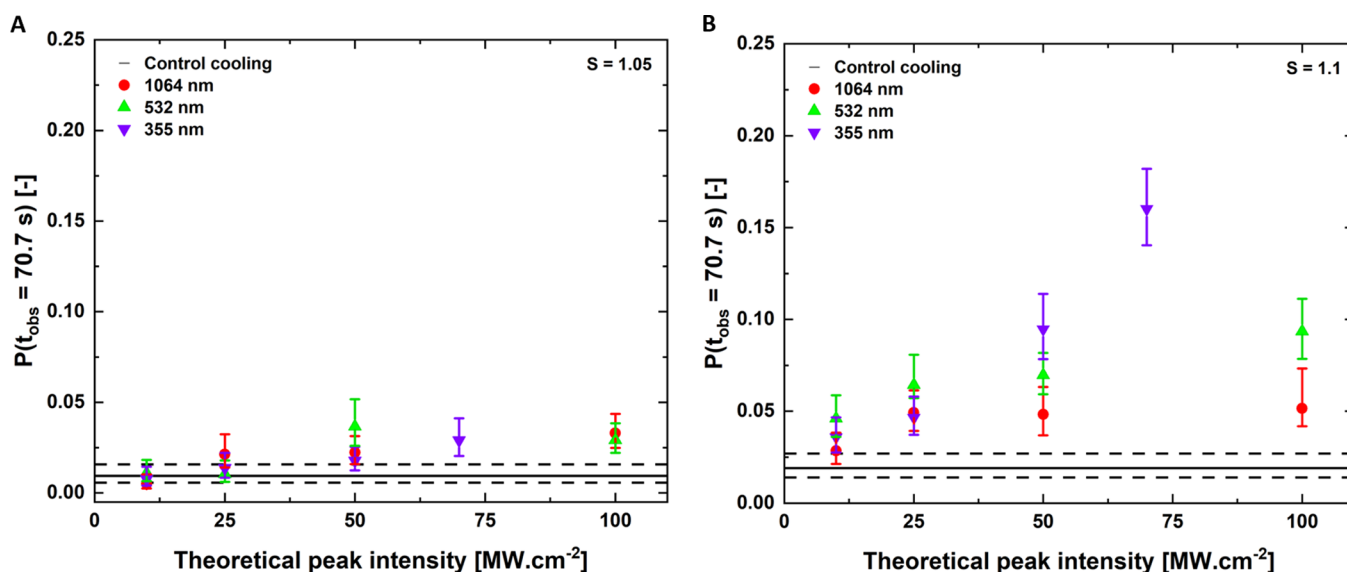 A
P(t_obs = 70.7 s) [-]
0.25
0.20
0.15
0.10
0.05
0.00
— Control cooling
1064 nm
532 nm
355 nm
S = 1.05
0 25 50 75 100
Theoretical peak intensity [MW.cm⁻²]
B
P(t_obs = 70.7 s) [-]
0.25
0.20
0.15
0.10
0.05
0.00
— Control cooling
1064 nm
532 nm
355 nm
S = 1.1
0 25 50 75 100
Theoretical peak intensity [MW.cm⁻²]